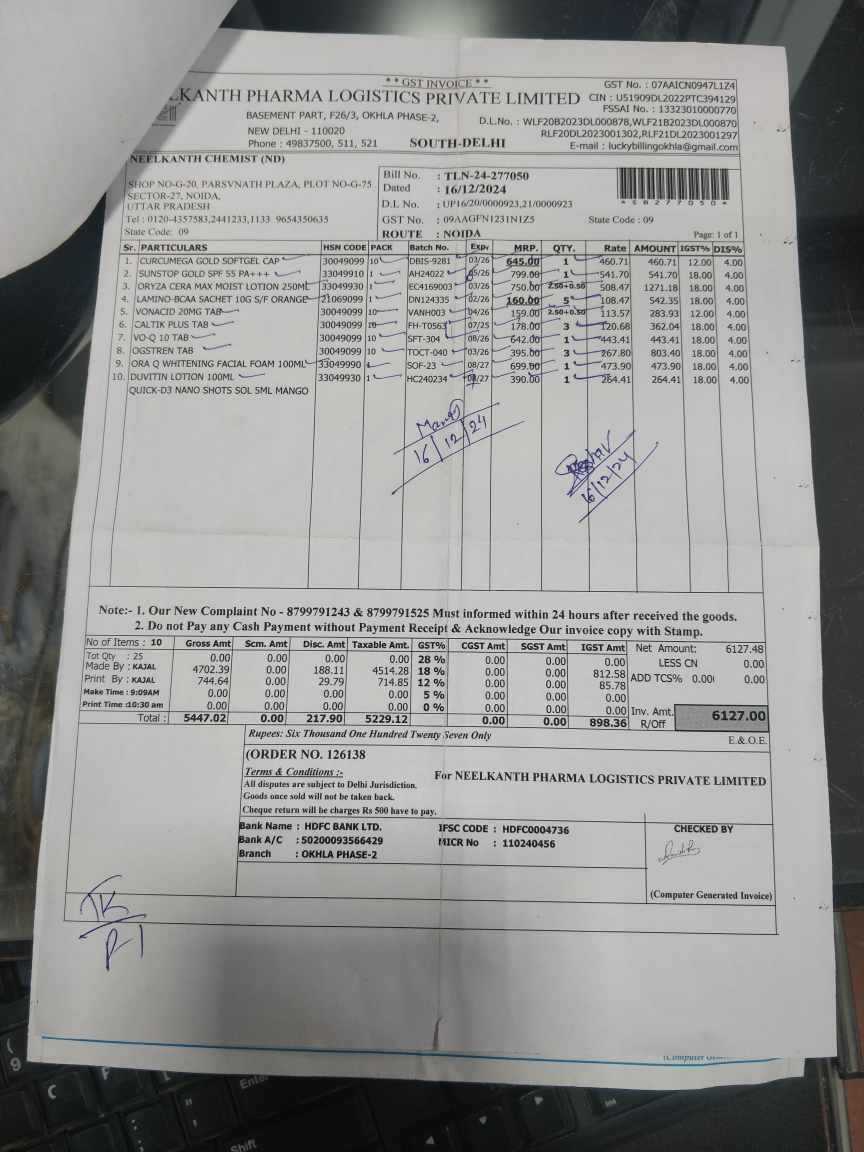 * * GST INVOICE * *
GST No. : 07AAICN0947L1Z4
LKANTH PHARMA LOGISTICS PRIVATE LIMITED
CIN : U51909DL2022PTC394129
FSSAI No. : 13323010000770
BASEMENT PART, F26/3, OKHLA PHASE-2,
D.L.No. : WLF20B2023DL000878,WLF21B2023DL000870
NEW DELHI - 110020
RLF20DL2023001302,RLF21DL2023001297
Phone : 49837500, 511, 521 SOUTH-DELHI E-mail : luckybillingokhla@gmail.com
NEELKANTH CHEMIST (ND)
SHOP NO-G-20, PARSVNATH PLAZA, PLOT NO-G-75
SECTOR-27, NOIDA,
UTTAR PRADESH
Tel : 0120-4357583,2441233,1133 9654350635
State Code: 09
Bill No. : TLN-24-277050
Dated : 16/12/2024
D.L No. : UP16/20/0000923,21/0000923
GST No. : 09AAGFN1231N1Z5 State Code : 09
ROUTE : NOIDA
* S B 2 7 7 0 5 0 *
Page: 1 of 1
Sr. PARTICULARS HSN CODE PACK Batch No. Expr MRP. QTY. Rate AMOUNT IGST% DIS%
1. CURCUMEGA GOLD SOFTGEL CAP 30049099 10 DBIS-9281 03/26 645.00 1 460.71 460.71 12.00 4.00
2. SUNSTOP GOLD SPF 55 PA+++ 33049910 1 AH24022 05/26 799.00 1 541.70 541.70 18.00 4.00
3. ORYZA CERA MAX MOIST LOTION 250ML 33049930 1 EC4169003 03/26 750.00 2.50+0.50 508.47 1271.18 18.00 4.00
4. LAMINO-BCAA SACHET 10G S/F ORANGE 21069099 1 DN124335 02/26 160.00 5 108.47 542.35 18.00 4.00
5. VONACID 20MG TAB 30049099 10 VANH003 04/26 159.00 2.50+0.50 113.57 283.93 12.00 4.00
6. CALTIK PLUS TAB 30049099 10 FH-T0563 07/25 178.00 3 120.68 362.04 18.00 4.00
7. VO-Q 10 TAB 30049099 10 SFT-304 08/26 642.00 1 443.41 443.41 18.00 4.00
8. OGSTREN TAB 30049099 10 TOCT-040 03/26 395.00 3 267.80 803.40 18.00 4.00
9. ORA Q WHITENING FACIAL FOAM 100ML 33049990 SOF-23 08/27 699.00 1 473.90 473.90 18.00 4.00
10. DUVITIN LOTION 100ML 33049930 1 HC240234 /27 390.00 1 264.41 264.41 18.00 4.00
QUICK-D3 NANO SHOTS SOL 5ML MANGO
16/12/24
16/12/24
Note:- 1. Our New Complaint No - 8799791243 & 8799791525 Must informed within 24 hours after received the goods.
2. Do not Pay any Cash Payment without Payment Receipt & Acknowledge Our invoice copy with Stamp.
No of Items : 10 Gross Amt Scm. Amt Disc. Amt Taxable Amt. GST% CGST Amt SGST Amt IGST Amt Net Amount: 6127.48
Tot Qty : 25 0.00 0.00 0.00 0.00 28 % 0.00 0.00 0.00 LESS CN 0.00
Made By : KAJAL 4702.39 0.00 188.11 4514.28 18 % 0.00 0.00 812.58
Print By : KAJAL 744.64 0.00 29.79 714.85 12 % 0.00 0.00 85.78 ADD TCS% 0.00 0.00
Make Time : 9:09AM 0.00 0.00 0.00 0.00 5 % 0.00 0.00 0.00
Print Time :10:30 am 0.00 0.00 0.00 0.00 0 % 0.00 0.00 0.00 Inv. Amt. 6127.00
Total : 5447.02 0.00 217.90 5229.12 0.00 0.00 898.36 R/Off
Rupees: Six Thousand One Hundred Twenty Seven Only E.&.O.E.
(ORDER NO. 126138
Terms & Conditions :-
For NEELKANTH PHARMA LOGISTICS PRIVATE LIMITED
All disputes are subject to Delhi Jurisdiction.
Goods once sold will not be taken back.
Cheque return will be charges Rs 500 have to pay.
Bank Name : HDFC BANK LTD. IFSC CODE : HDFC0004736 CHECKED BY
Bank A/C : 50200093566429 MICR No : 110240456
Branch : OKHLA PHASE-2
(Computer Generated Invoice)
TK
P-1
(Computer